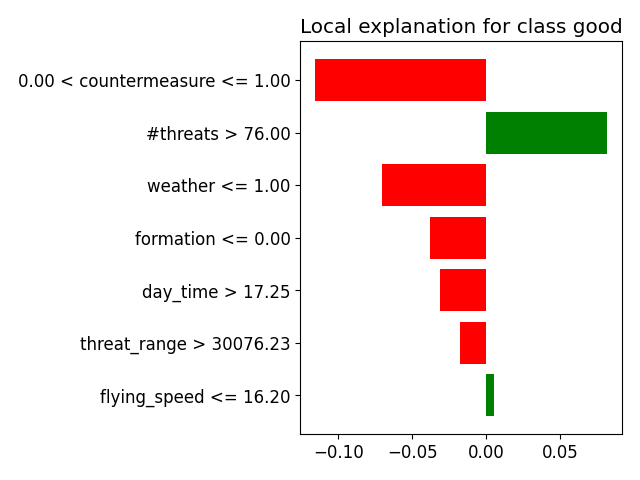 Local explanation for class good
0.00 < countermeasure <= 1.00
#threats > 76.00
weather <= 1.00
formation <= 0.00
day_time > 17.25
threat_range > 30076.23
flying_speed <= 16.20
−0.10 −0.05 0.00 0.05